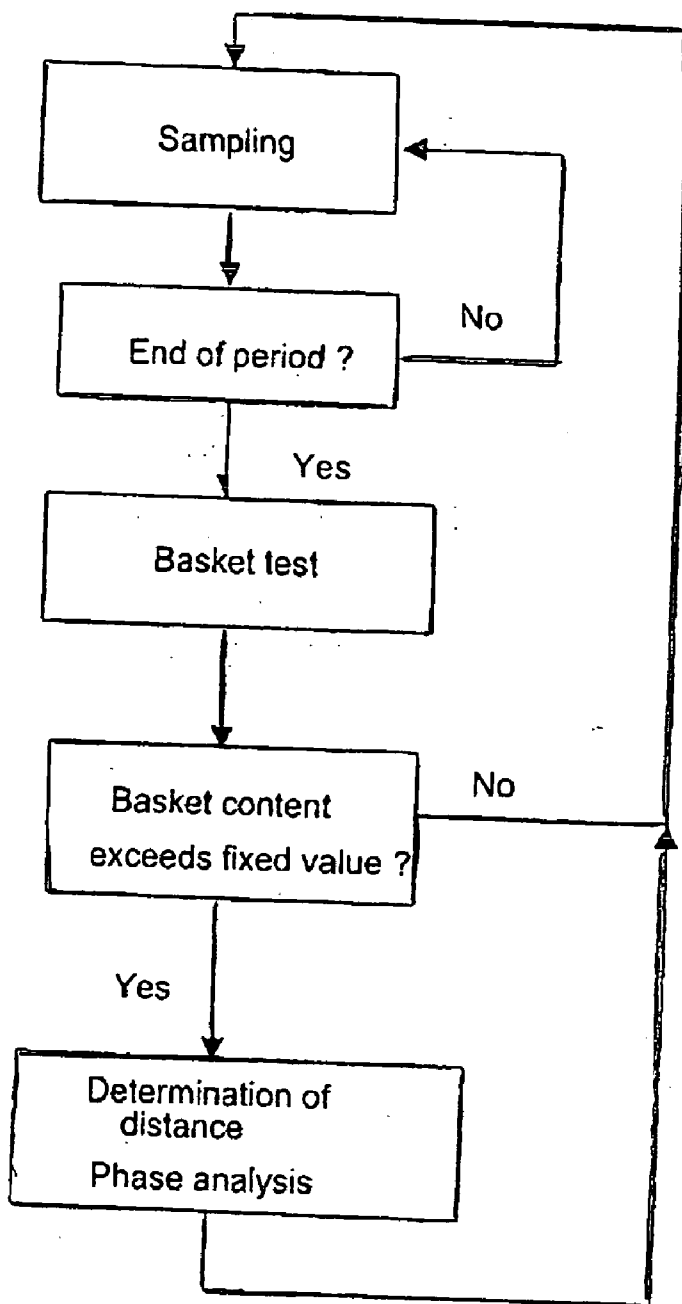 Sampling
No
End of period ?
Yes
Basket test
Basket content
No
exceeds fixed value ?
Yes
Determination of
distance
Phase analysis